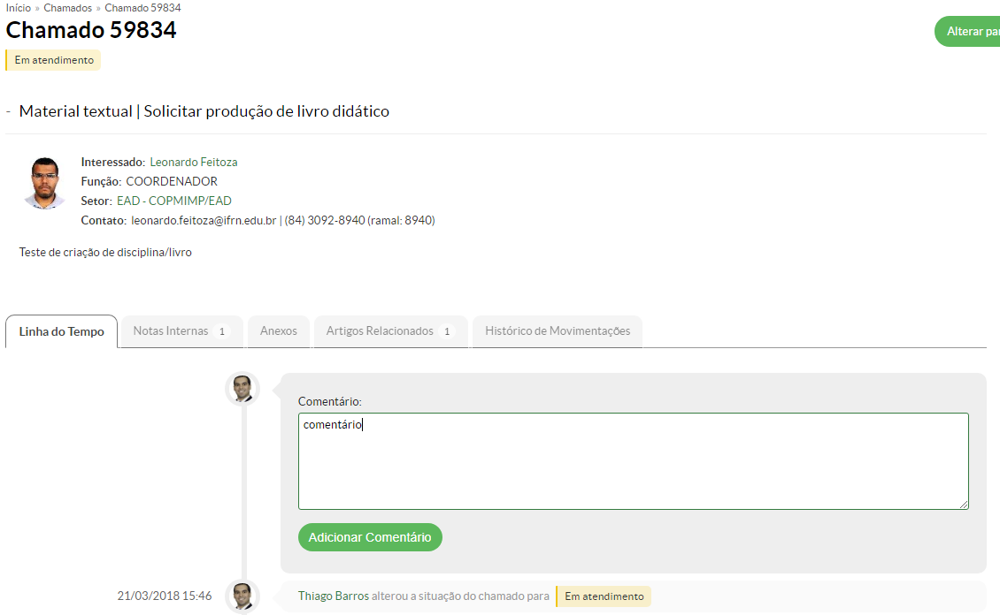 Início » Chamados » Chamado 59834
Chamado 59834
Alterar par
Em atendimento
- Material textual | Solicitar produção de livro didático
Interessado: Leonardo Feitoza
Função: COORDENADOR
Setor: EAD - COPMIMP/EAD
Contato: leonardo.feitoza@ifrn.edu.br | (84) 3092-8940 (ramal: 8940)
Teste de criação de disciplina/livro
Linha do Tempo Notas Internas 1 Anexos Artigos Relacionados 1 Histórico de Movimentações
Comentário:
comentário
Adicionar Comentário
21/03/2018 15:46 Thiago Barros alterou a situação do chamado para Em atendimento